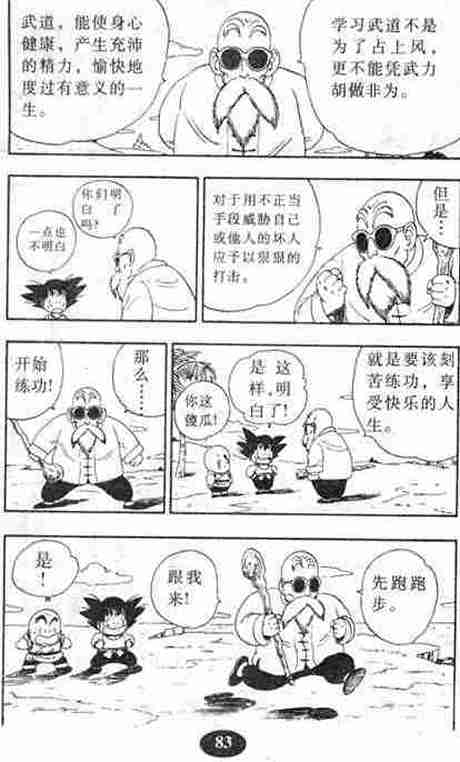 学习武道不是
为了占上风，
更不能凭武力
胡做非为。
武道，能使身心
健康，产生充沛
的精力，愉快地
度过有意义的一
生。
但是…
对于用不正当
手段威胁自己
或他人的坏人
应予以狠狠的
打击。
你们明
白了
吗？
一点也
不明白
就是要该刻
苦练功，享
受快乐的人
生。
是这
样，明
白了！
你这
傻瓜！
那么……
开始
练功！
先跑跑
步。
跟我
来！
是！
83